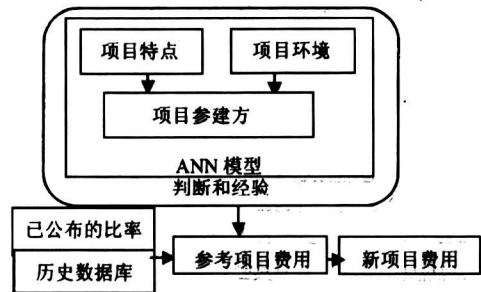 项目特点 项目环境
项目参建方
ANN 模型
判断和经验
已公布的比率
参考项目费用 新项目费用
历史数据库